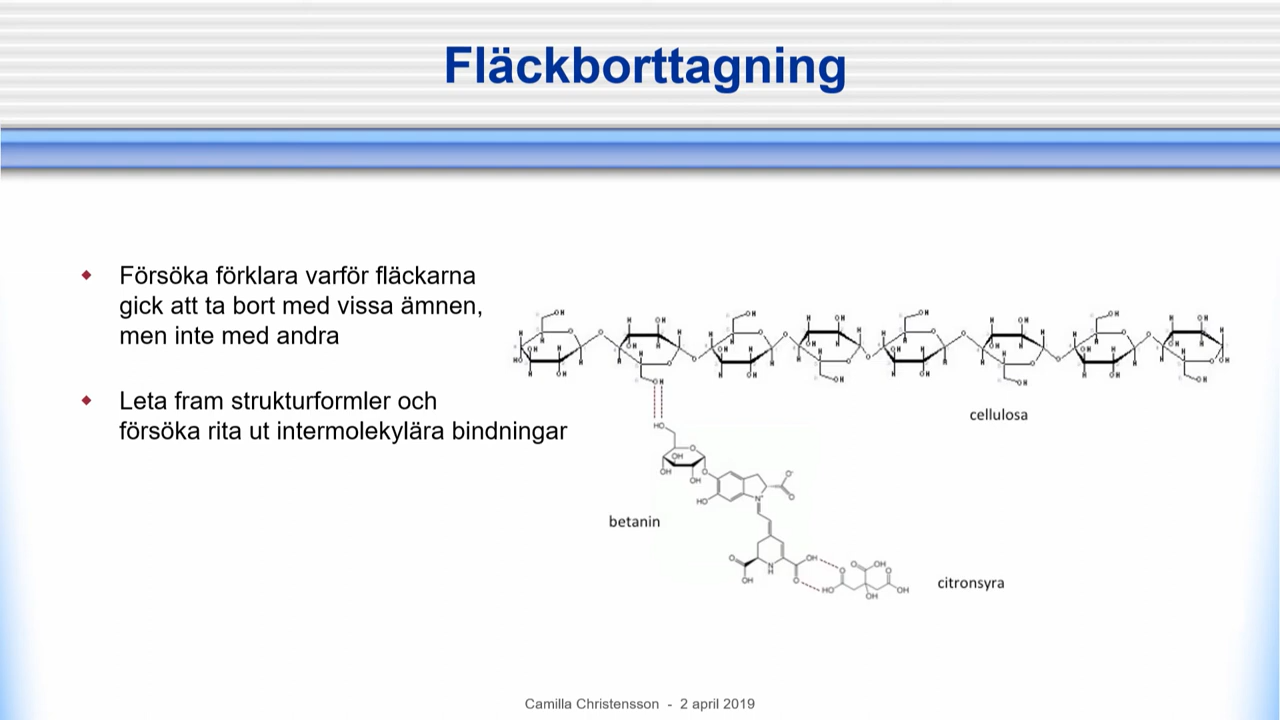 Fläckborttagning
Försöka förklara varför fläckarna
gick att ta bort med vissa ämnen,
men inte med andra
Leta fram strukturformler och
försöka rita ut intermolekylära bindningar
cellulosa
betanin
citronsyra
Camilla Christensson - 2 april 2019